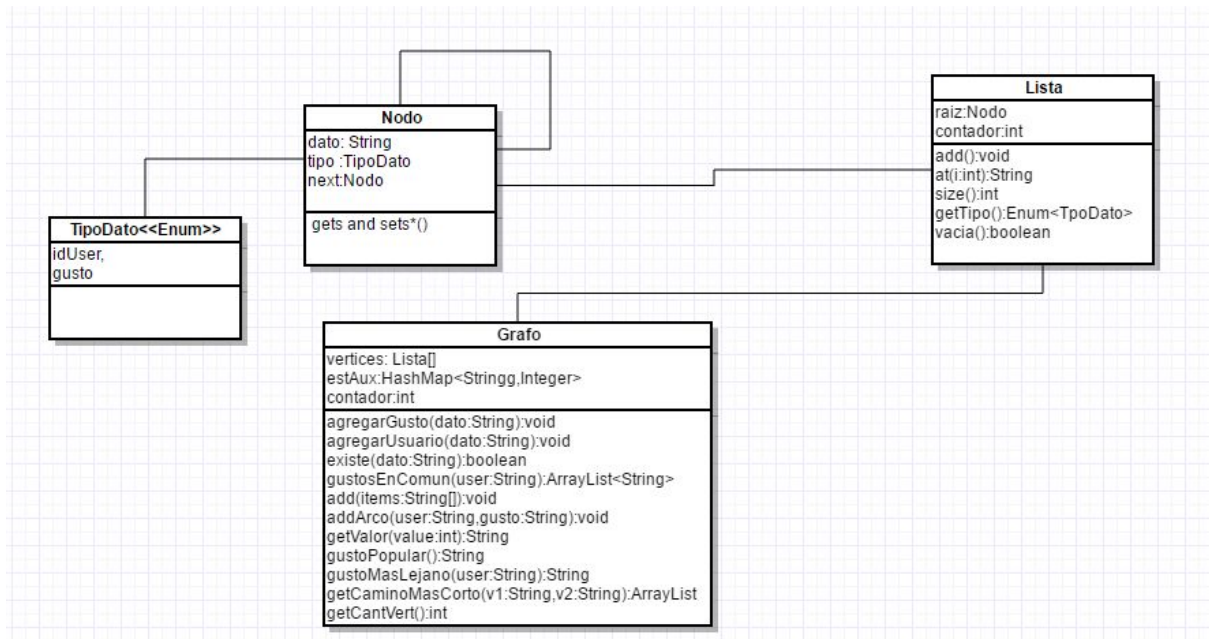 Nodo
dato: String
tipo :TipoDato
next:Nodo
gets and sets*()
TipoDato<<Enum>>
idUser,
gusto
Lista
raiz:Nodo
contador:int
add():void
at(i:int):String
size():int
getTipo():Enum<TpoDato>
vacia():boolean
Grafo
vertices: Lista[]
estAux:HashMap<Stringg,Integer>
contador:int
agregarGusto(dato:String):void
agregarUsuario(dato:String):void
existe(dato:String):boolean
gustosEnComun(user:String):ArrayList<String>
add(items:String[]):void
addArco(user:String,gusto:String):void
getValor(value:int):String
gustoPopular():String
gustoMasLejano(user:String):String
getCaminoMasCorto(v1:String,v2:String):ArrayList
getCantVert():int